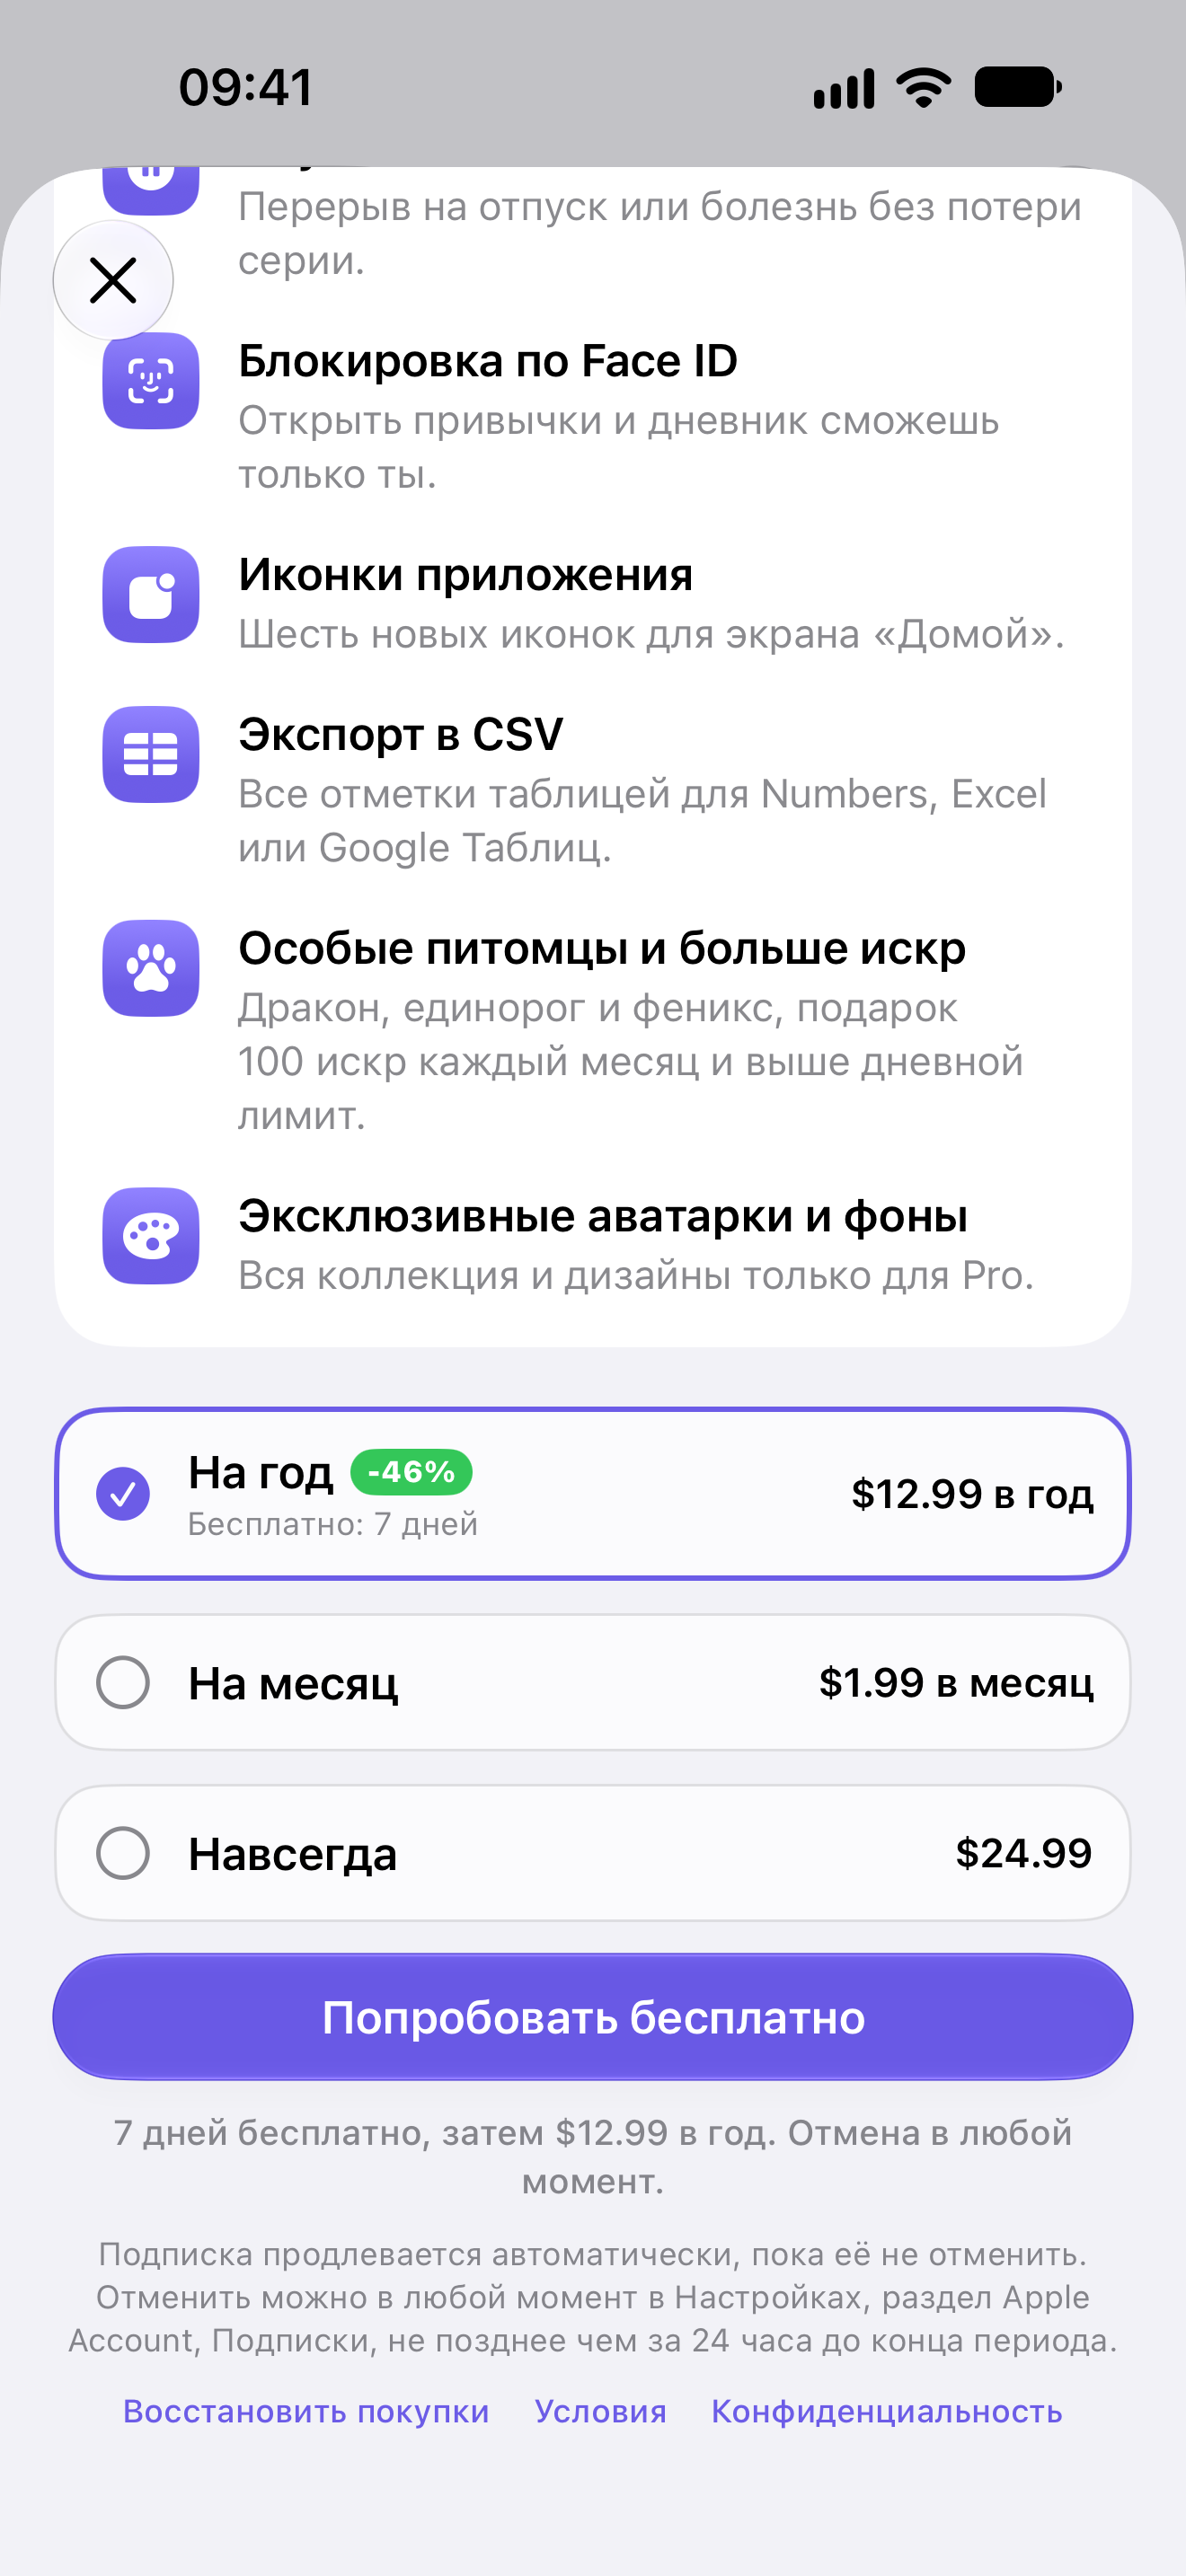 09:41
Перерыв на отпуск или болезнь без потери
серии.
Блокировка по Face ID
Открыть привычки и дневник сможешь
только ты.
Иконки приложения
Шесть новых иконок для экрана «Домой».
Экспорт в CSV
Все отметки таблицей для Numbers, Excel
или Google Таблиц.
Особые питомцы и больше искр
Дракон, единорог и феникс, подарок
100 искр каждый месяц и выше дневной
лимит.
Эксклюзивные аватарки и фоны
Вся коллекция и дизайны только для Pro.
На год -46%
Бесплатно: 7 дней
$12.99 в год
На месяц
$1.99 в месяц
Навсегда
$24.99
Попробовать бесплатно
7 дней бесплатно, затем $12.99 в год. Отмена в любой
момент.
Подписка продлевается автоматически, пока её не отменить.
Отменить можно в любой момент в Настройках, раздел Apple
Account, Подписки, не позднее чем за 24 часа до конца периода.
Восстановить покупки Условия Конфиденциальность